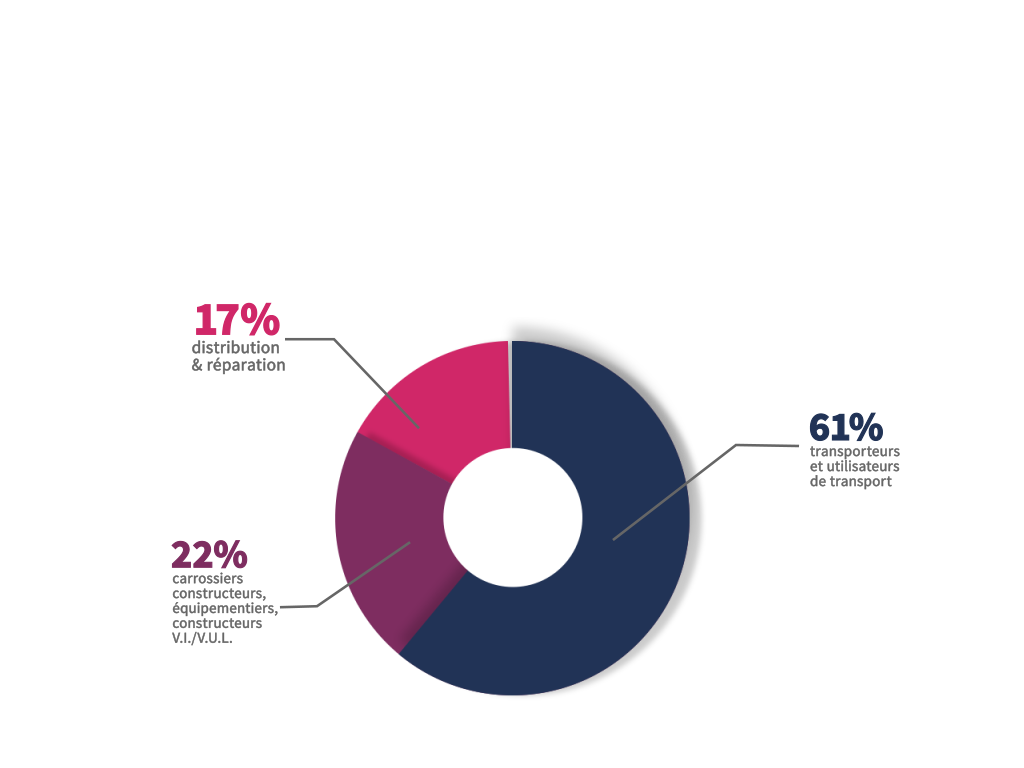 17%
distribution
& réparation
61%
transporteurs
et utilisateurs
de transport
22%
carrossiers
constructeurs,
équipementiers,
constructeurs
V.I./V.U.L.